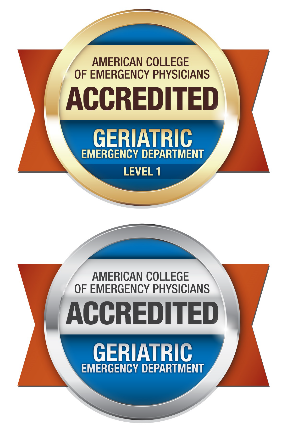 AMERICAN COLLEGE
OF EMERGENCY PHYSICIANS
ACCREDITED
GERIATRIC
EMERGENCY DEPARTMENT
LEVEL 1
AMERICAN COLLEGE
OF EMERGENCY PHYSICIANS
ACCREDITED
GERIATRIC
EMERGENCY DEPARTMENT